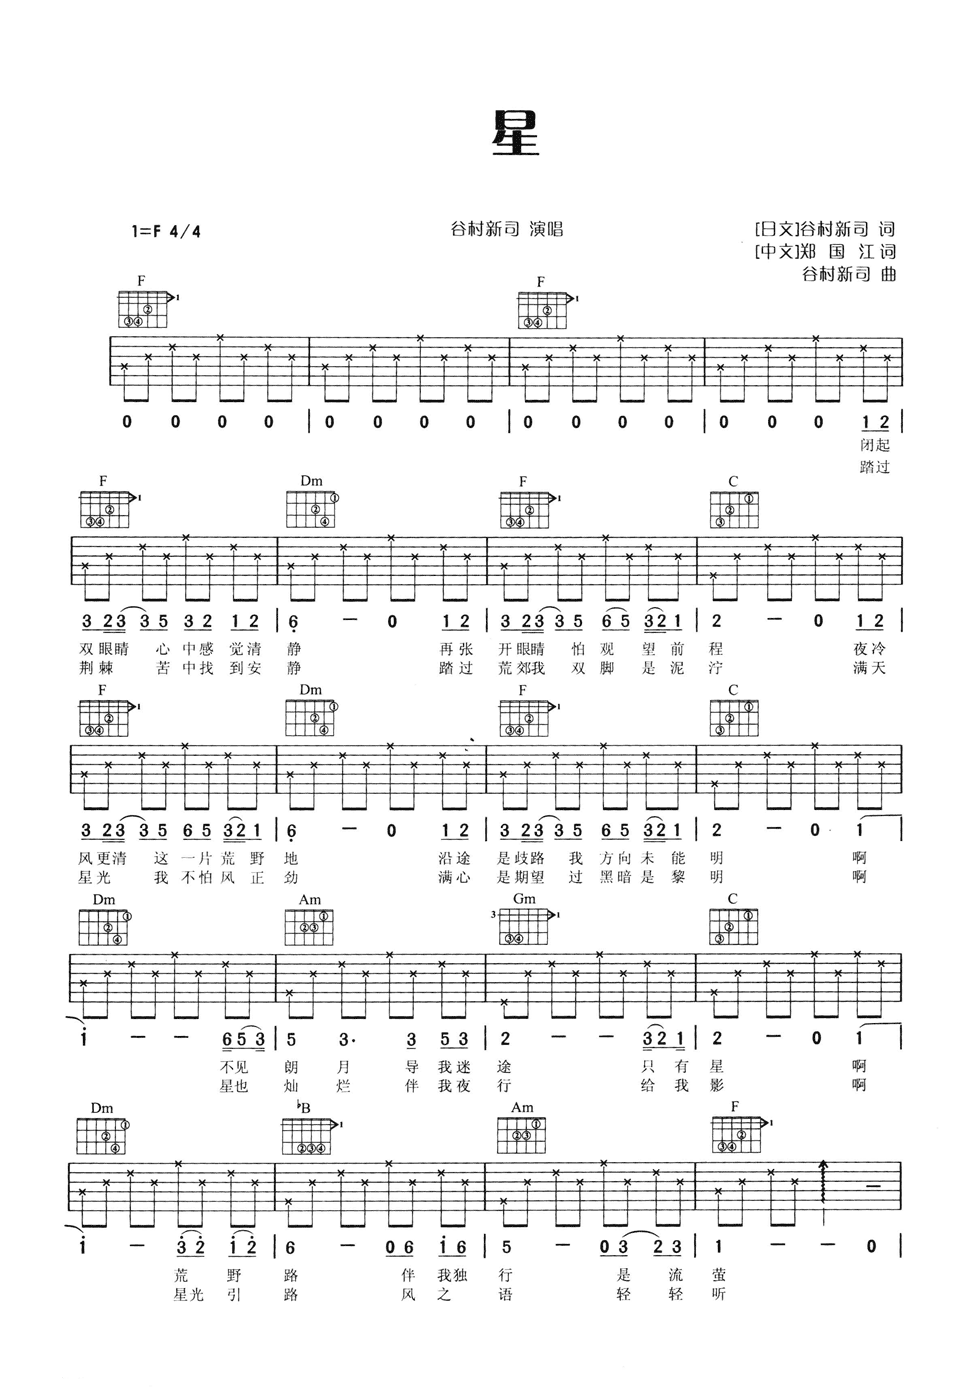 星
1=F 4/4 谷村新司 演唱 [日文]谷村新司 词
[中文]郑 国 江 词
谷村新司 曲
F F
0 0 0 0 | 0 0 0 0 | 0 0 0 0 | 0 0 0 1 2 |
闭起
踏过
F Dm F C
3 2 3 3 5 3 2 1 2 | 6 — 0 1 2 | 3 2 3 3 5 6 5 3 2 1 | 2 — 0 1 2 |
双眼睛 心 中感 觉清 静 再张 开眼睛 怕 观 望 前 程 夜冷
荆棘 苦 中找 到安 静 踏过 荒郊我 双 脚 是 泥 泞 满天
F Dm F C
3 2 3 3 5 6 5 3 2 1 | 6 — 0 1 2 | 3 2 3 3 5 6 5 3 2 1 | 2 — 0 1 |
风更清 这 一片 荒 野 地 沿途 是歧路 我 方向 未 能 明 啊
星光 我 不怕 风 正 劲 满心 是期望 过 黑暗 是 黎 明 啊
Dm Am Gm C
i — — 6 5 3 | 5 3· 3 5 3 | 2 — — 3 2 1 | 2 — 0 1 |
不见 朗 月 导 我迷 途 只 有 星 啊
星也 灿 烂 伴 我夜 行 给 我 影 啊
Dm ♭B Am F
i — 3 2 i 2 | 6 — 0 6 i 6 | 5 — 0 3 2 3 | 1 — — 0 |
荒 野 路 伴 我独 行 是 流 萤
星光 引 路 风 之 语 轻 轻 听